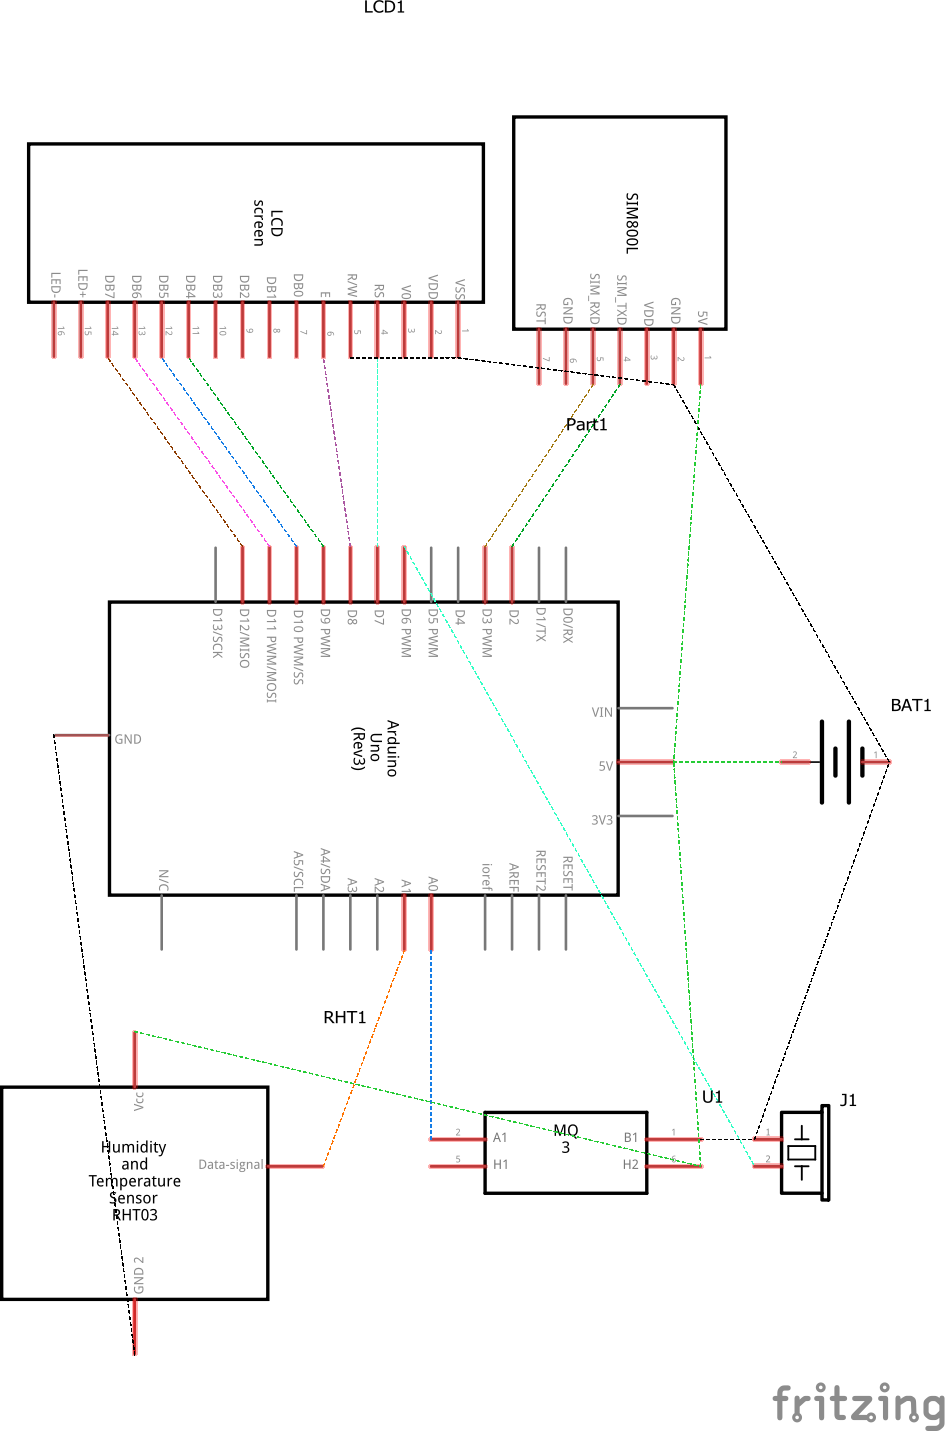 LCD1
LCD
screen
LED-
LED+
DB7
DB6
DB5
DB4
DB3
DB2
DB1
DB0
E
R/W
RS
V0
VDD
VSS
16
15
14
13
12
11
10
9
8
7
6
5
4
3
2
1
SIM800L
RST
GND
SIM_RXD
SIM_TXD
VDD
GND
5V
7
6
5
4
3
2
1
Part1
D13/SCK
D12/MISO
D11 PWM/MOSI
D10 PWM/SS
D9 PWM
D8
D7
D6 PWM
D5 PWM
D4
D3 PWM
D2
D1/TX
D0/RX
Arduino
Uno
(Rev3)
GND
VIN
5V
3V3
BAT1
2
1
N/C
A5/SCL
A4/SDA
A3
A2
A1
A0
ioref
AREF
RESET2
RESET
RHT1
Vcc
Humidity
and
Temperature
Sensor
RHT03
Data-signal
GND 2
U1
MQ
3
2
A1
B1
1
5
H1
H2
6
J1
1
2
fritzing